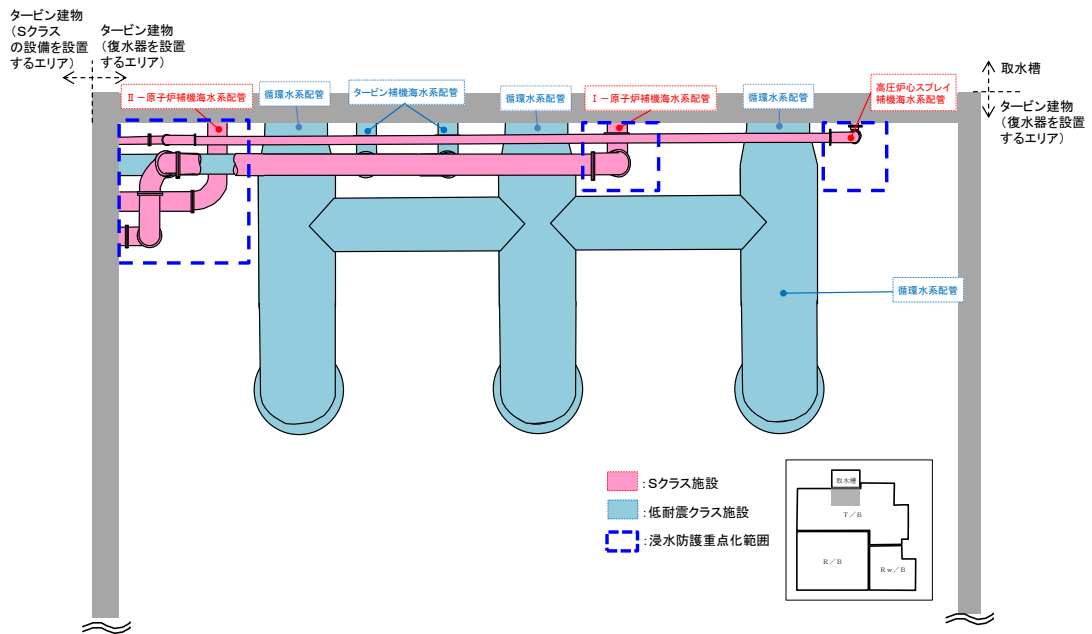 タービン建物
（Sクラス
の設備を設置
するエリア）
タービン建物
（復水器を設置
するエリア）
Ⅱ－原子炉補機海水系配管
循環水系配管
タービン補機海水系配管
循環水系配管
Ⅰ－原子炉補機海水系配管
循環水系配管
高圧炉心スプレイ
補機海水系配管
取水槽
タービン建物
（復水器を設置
するエリア）
循環水系配管
：Sクラス施設
：低耐震クラス施設
：浸水防護重点化範囲
取水槽
T／B
R／B
Rw／B